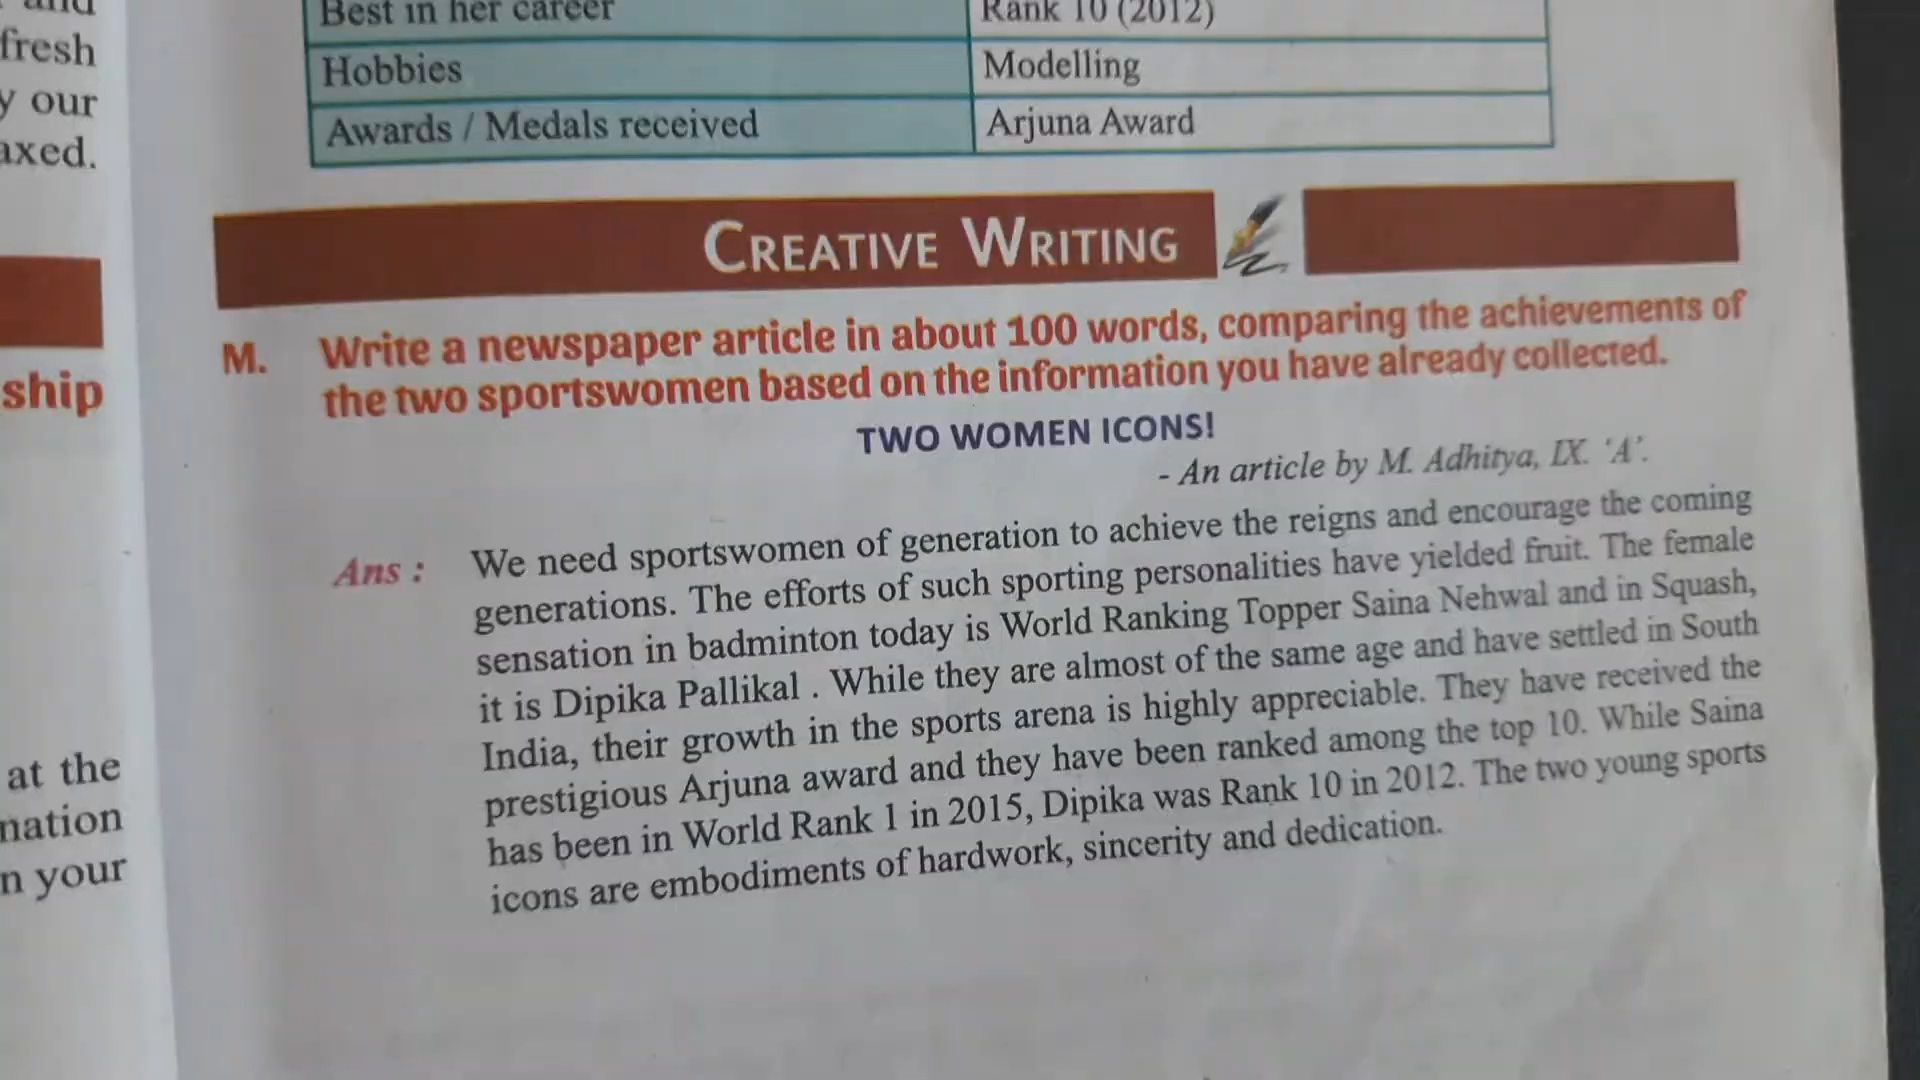 fresh
y our
axed.
ship
at the
nation
n your
Best in her career Rank 10 (2012)
Hobbies Modelling
Awards / Medals received Arjuna Award
CREATIVE WRITING
M. Write a newspaper article in about 100 words, comparing the achievements of
the two sportswomen based on the information you have already collected.
TWO WOMEN ICONS!
- An article by M. Adhitya, IX. 'A'.
Ans : We need sportswomen of generation to achieve the reigns and encourage the coming
generations. The efforts of such sporting personalities have yielded fruit. The female
sensation in badminton today is World Ranking Topper Saina Nehwal and in Squash,
it is Dipika Pallikal . While they are almost of the same age and have settled in South
India, their growth in the sports arena is highly appreciable. They have received the
prestigious Arjuna award and they have been ranked among the top 10. While Saina
has been in World Rank 1 in 2015, Dipika was Rank 10 in 2012. The two young sports
icons are embodiments of hardwork, sincerity and dedication.